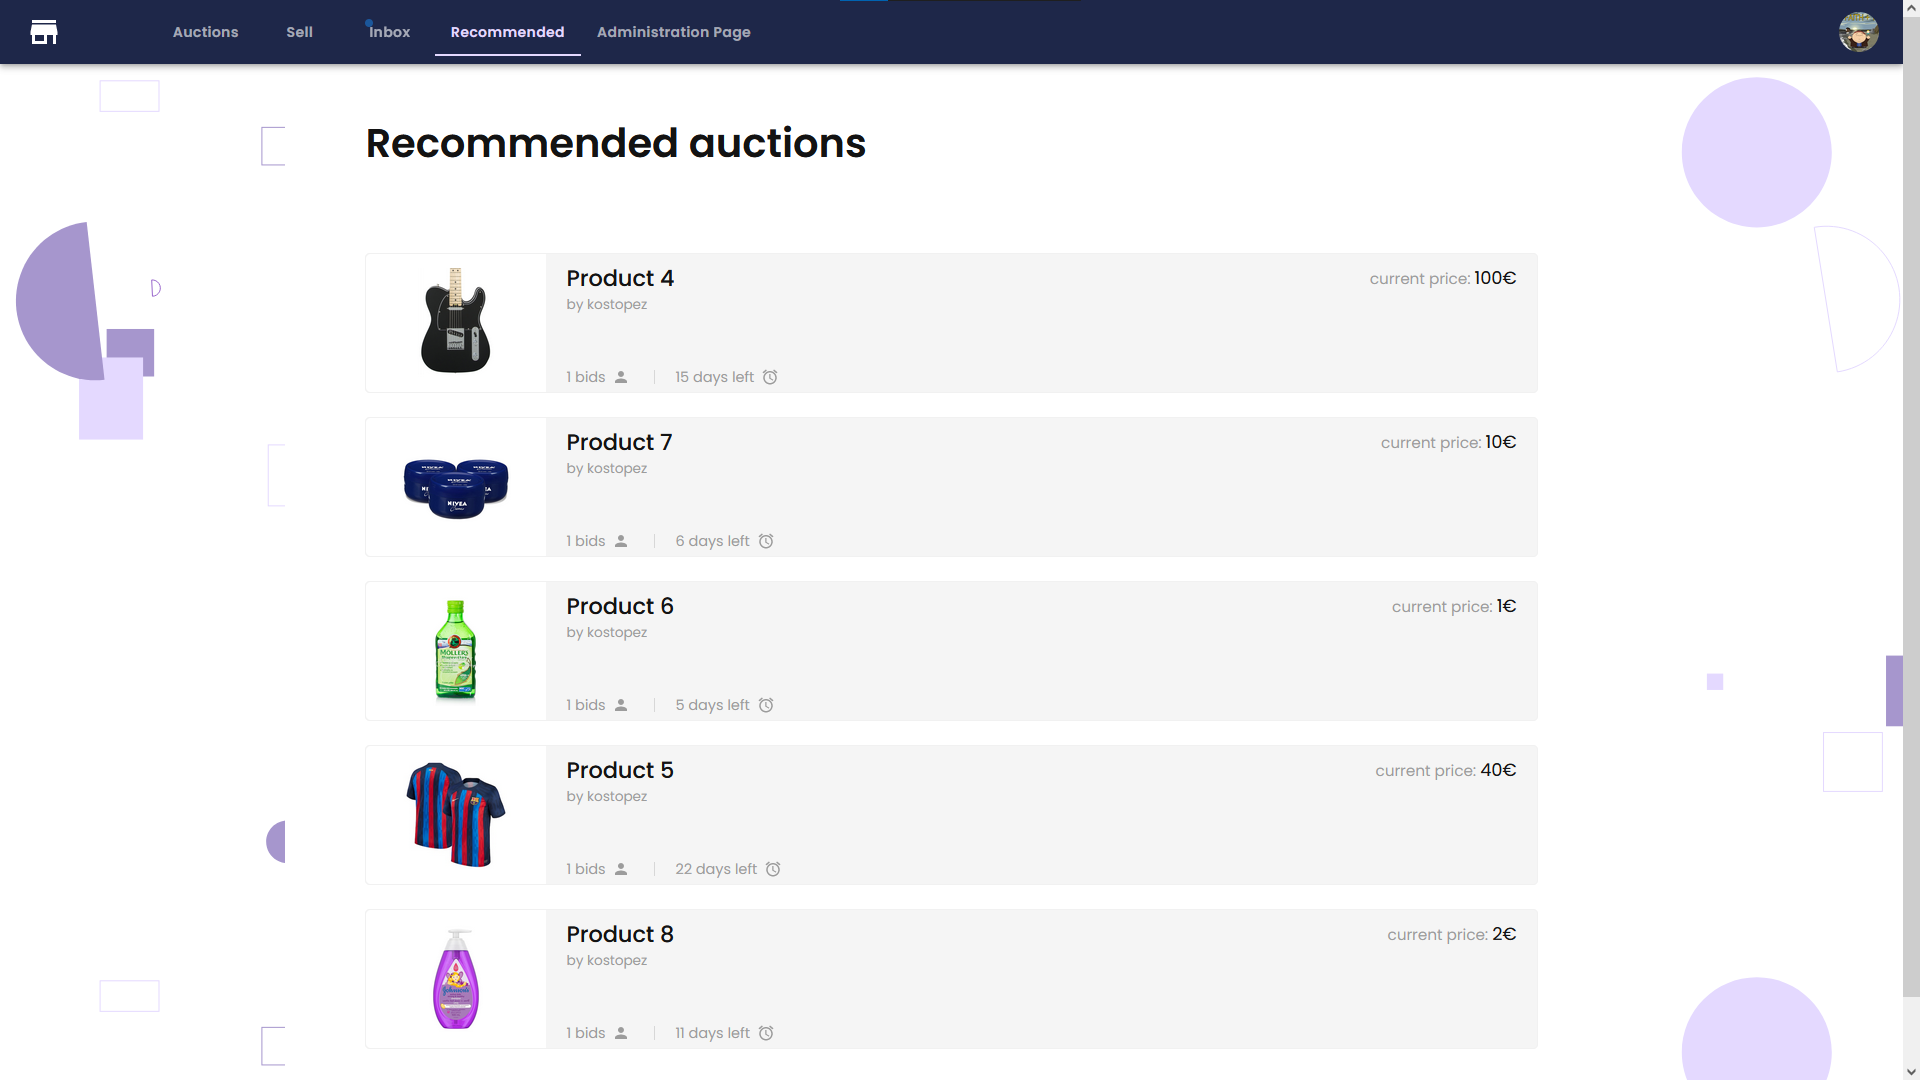 Auctions Sell Inbox Recommended Administration Page
Recommended auctions
Product 4 current price: 100€
by kostopez
1 bids 15 days left
NIVEA
Product 7 current price: 10€
by kostopez
1 bids 6 days left
MÖLLER'S
Product 6 current price: 1€
by kostopez
1 bids 5 days left
Product 5 current price: 40€
by kostopez
1 bids 22 days left
Johnson's
Product 8 current price: 2€
by kostopez
1 bids 11 days left